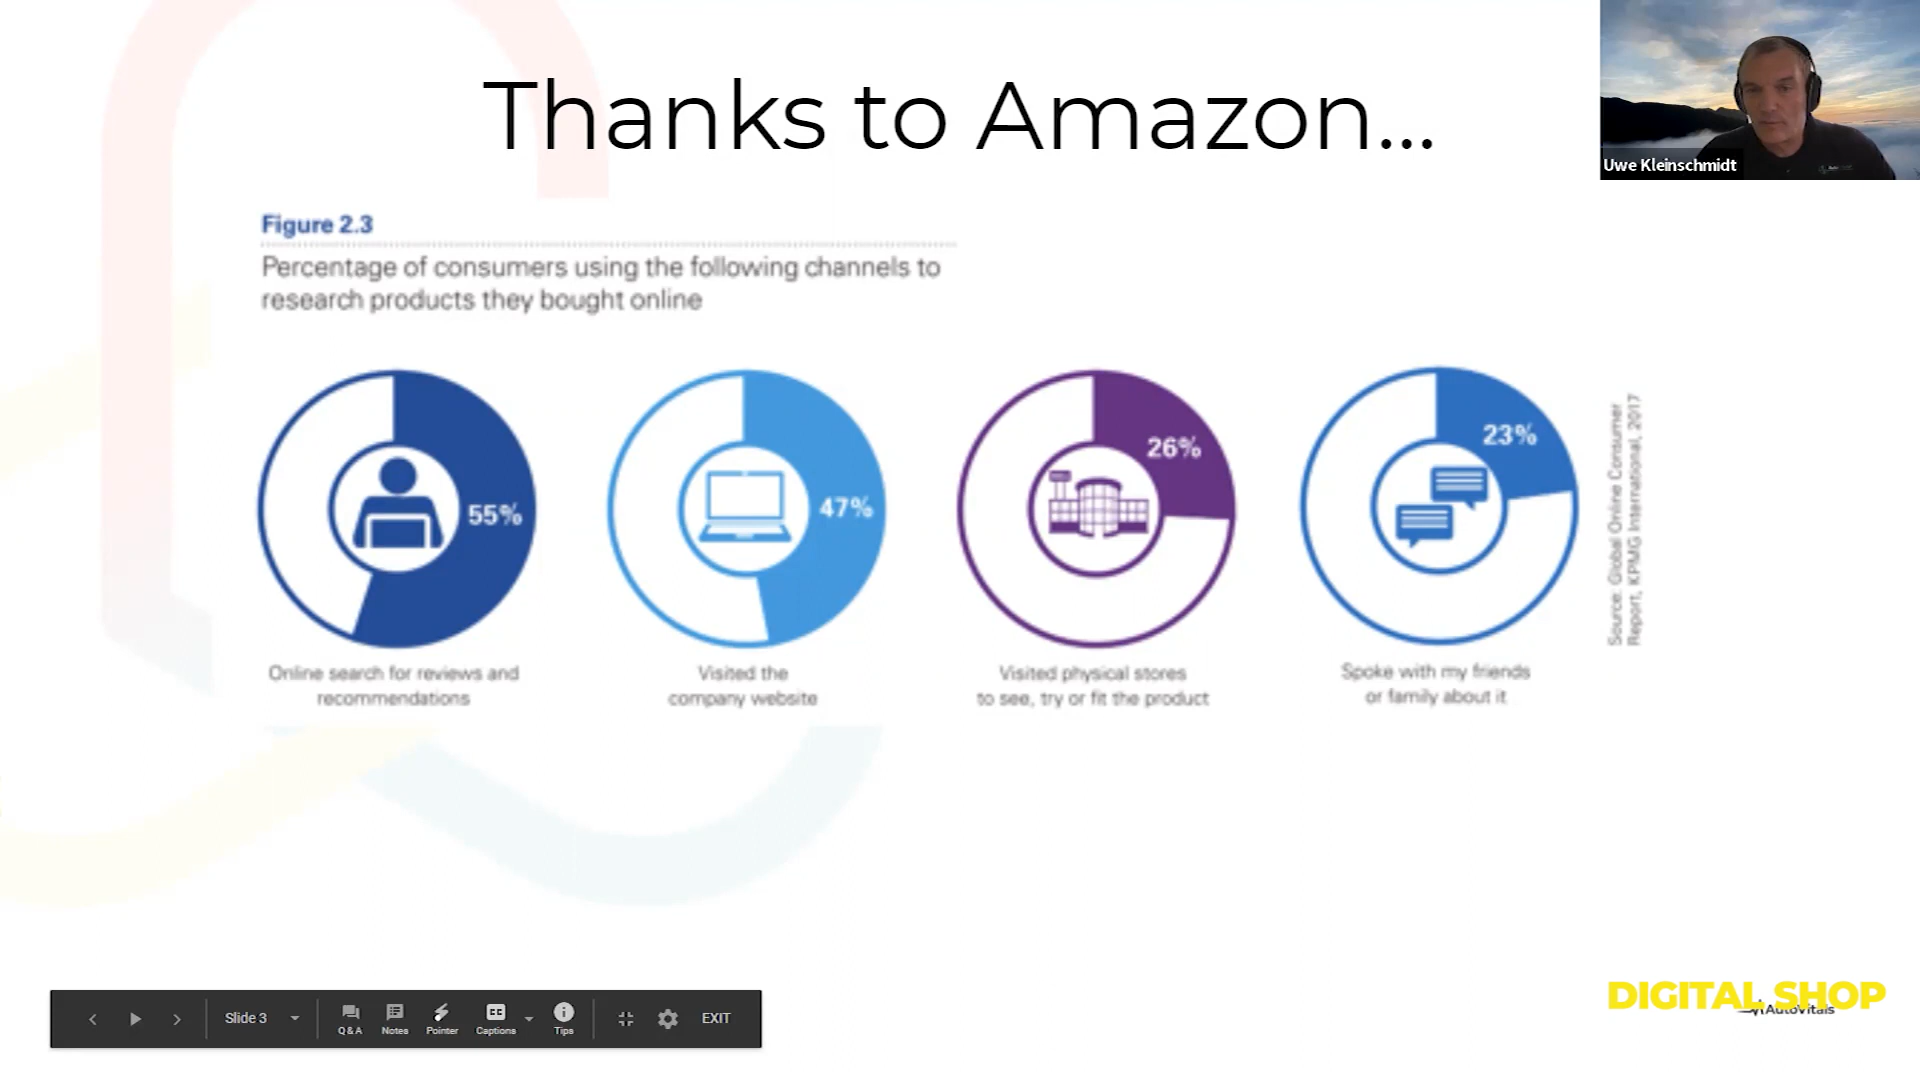 Thanks to Amazon...
Uwe Kleinschmidt
Figure 2.3
Percentage of consumers using the following channels to
research products they bought online
55%
47%
26%
23%
Online search for reviews and
recommendations
Visited the
company website
Visited physical stores
to see, try or fit the product
Spoke with my friends
or family about it
Source: Global Online Consumer
Report, KPMG International, 2017
DIGITAL SHOP
AutoVitals
Slide 3
Q&A
Notes
Pointer
CC
Captions
Tips
EXIT